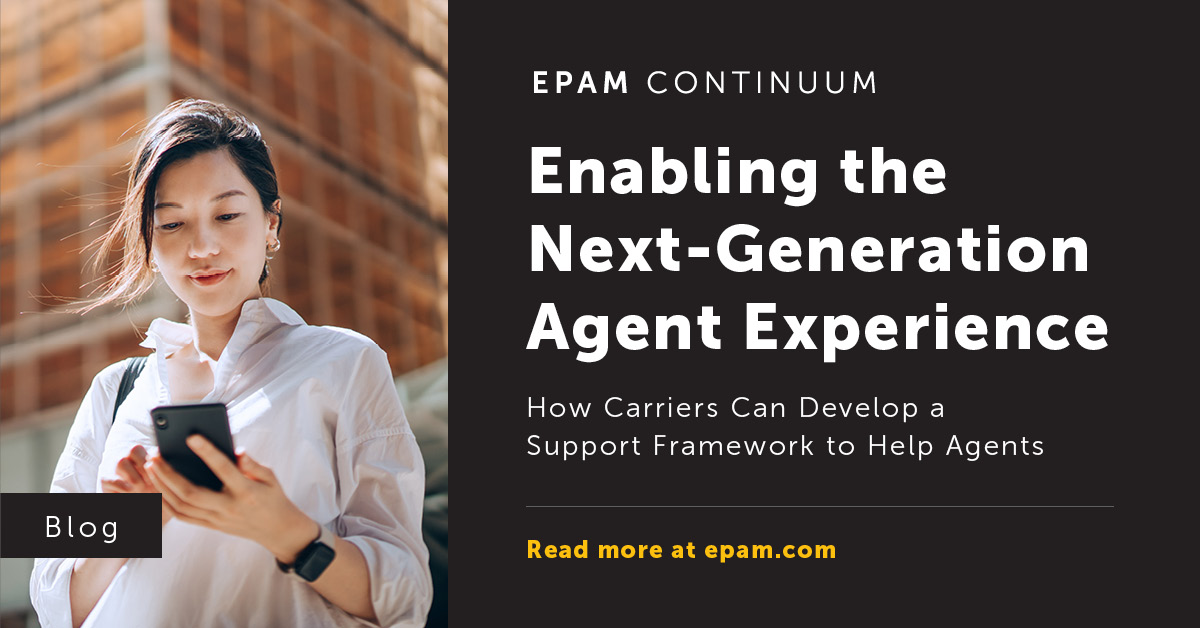 EPAM CONTINUUM
Enabling the
Next-Generation
Agent Experience
How Carriers Can Develop a
Support Framework to Help Agents
Blog
Read more at epam.com